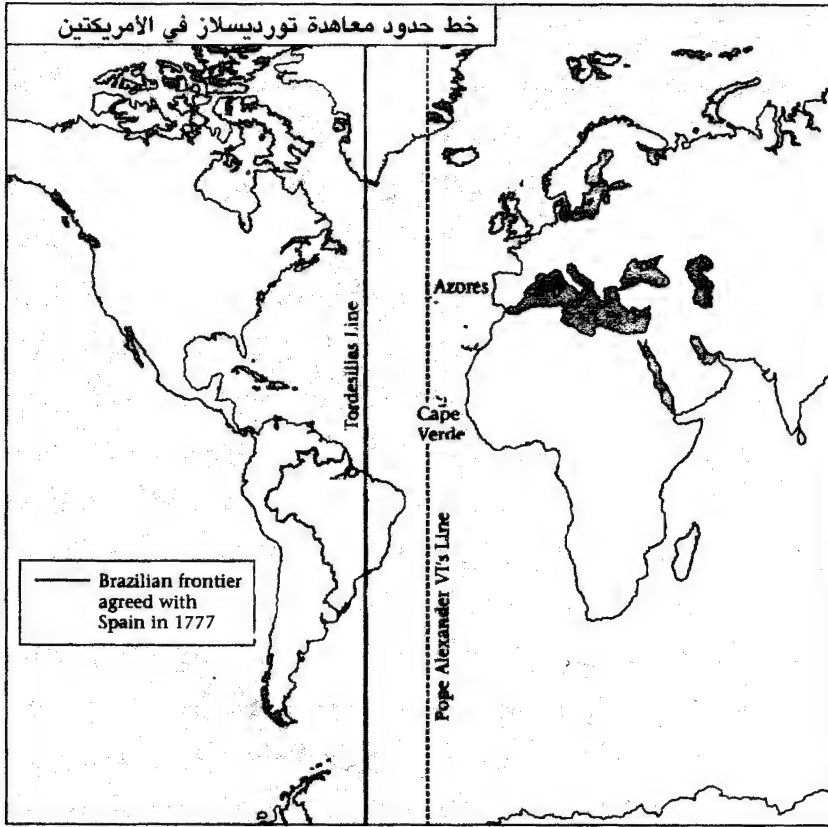 خط حدود معاهدة تورديسلاز في الأمريكتين
Azores
Tordesillas Line
Cape
Verde
Pope Alexander VI's Line
Brazilian frontier
agreed with
Spain in 1777